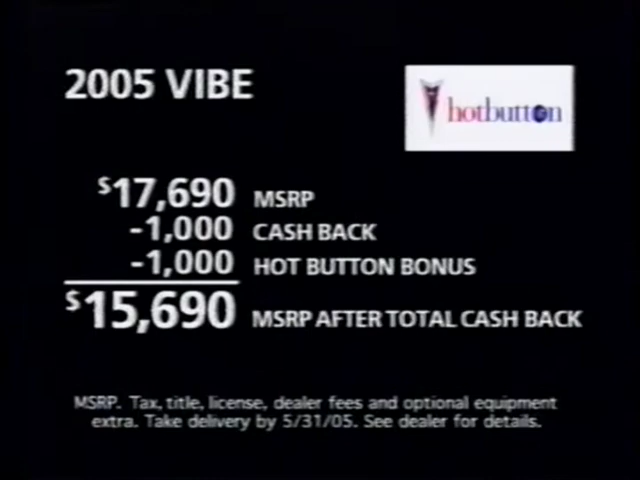 2005 VIBE
hotbutton
$17,690 MSRP
-1,000 CASH BACK
-1,000 HOT BUTTON BONUS
$15,690 MSRP AFTER TOTAL CASH BACK
MSRP. Tax, title, license, dealer fees and optional equipment
extra. Take delivery by 5/31/05. See dealer for details.